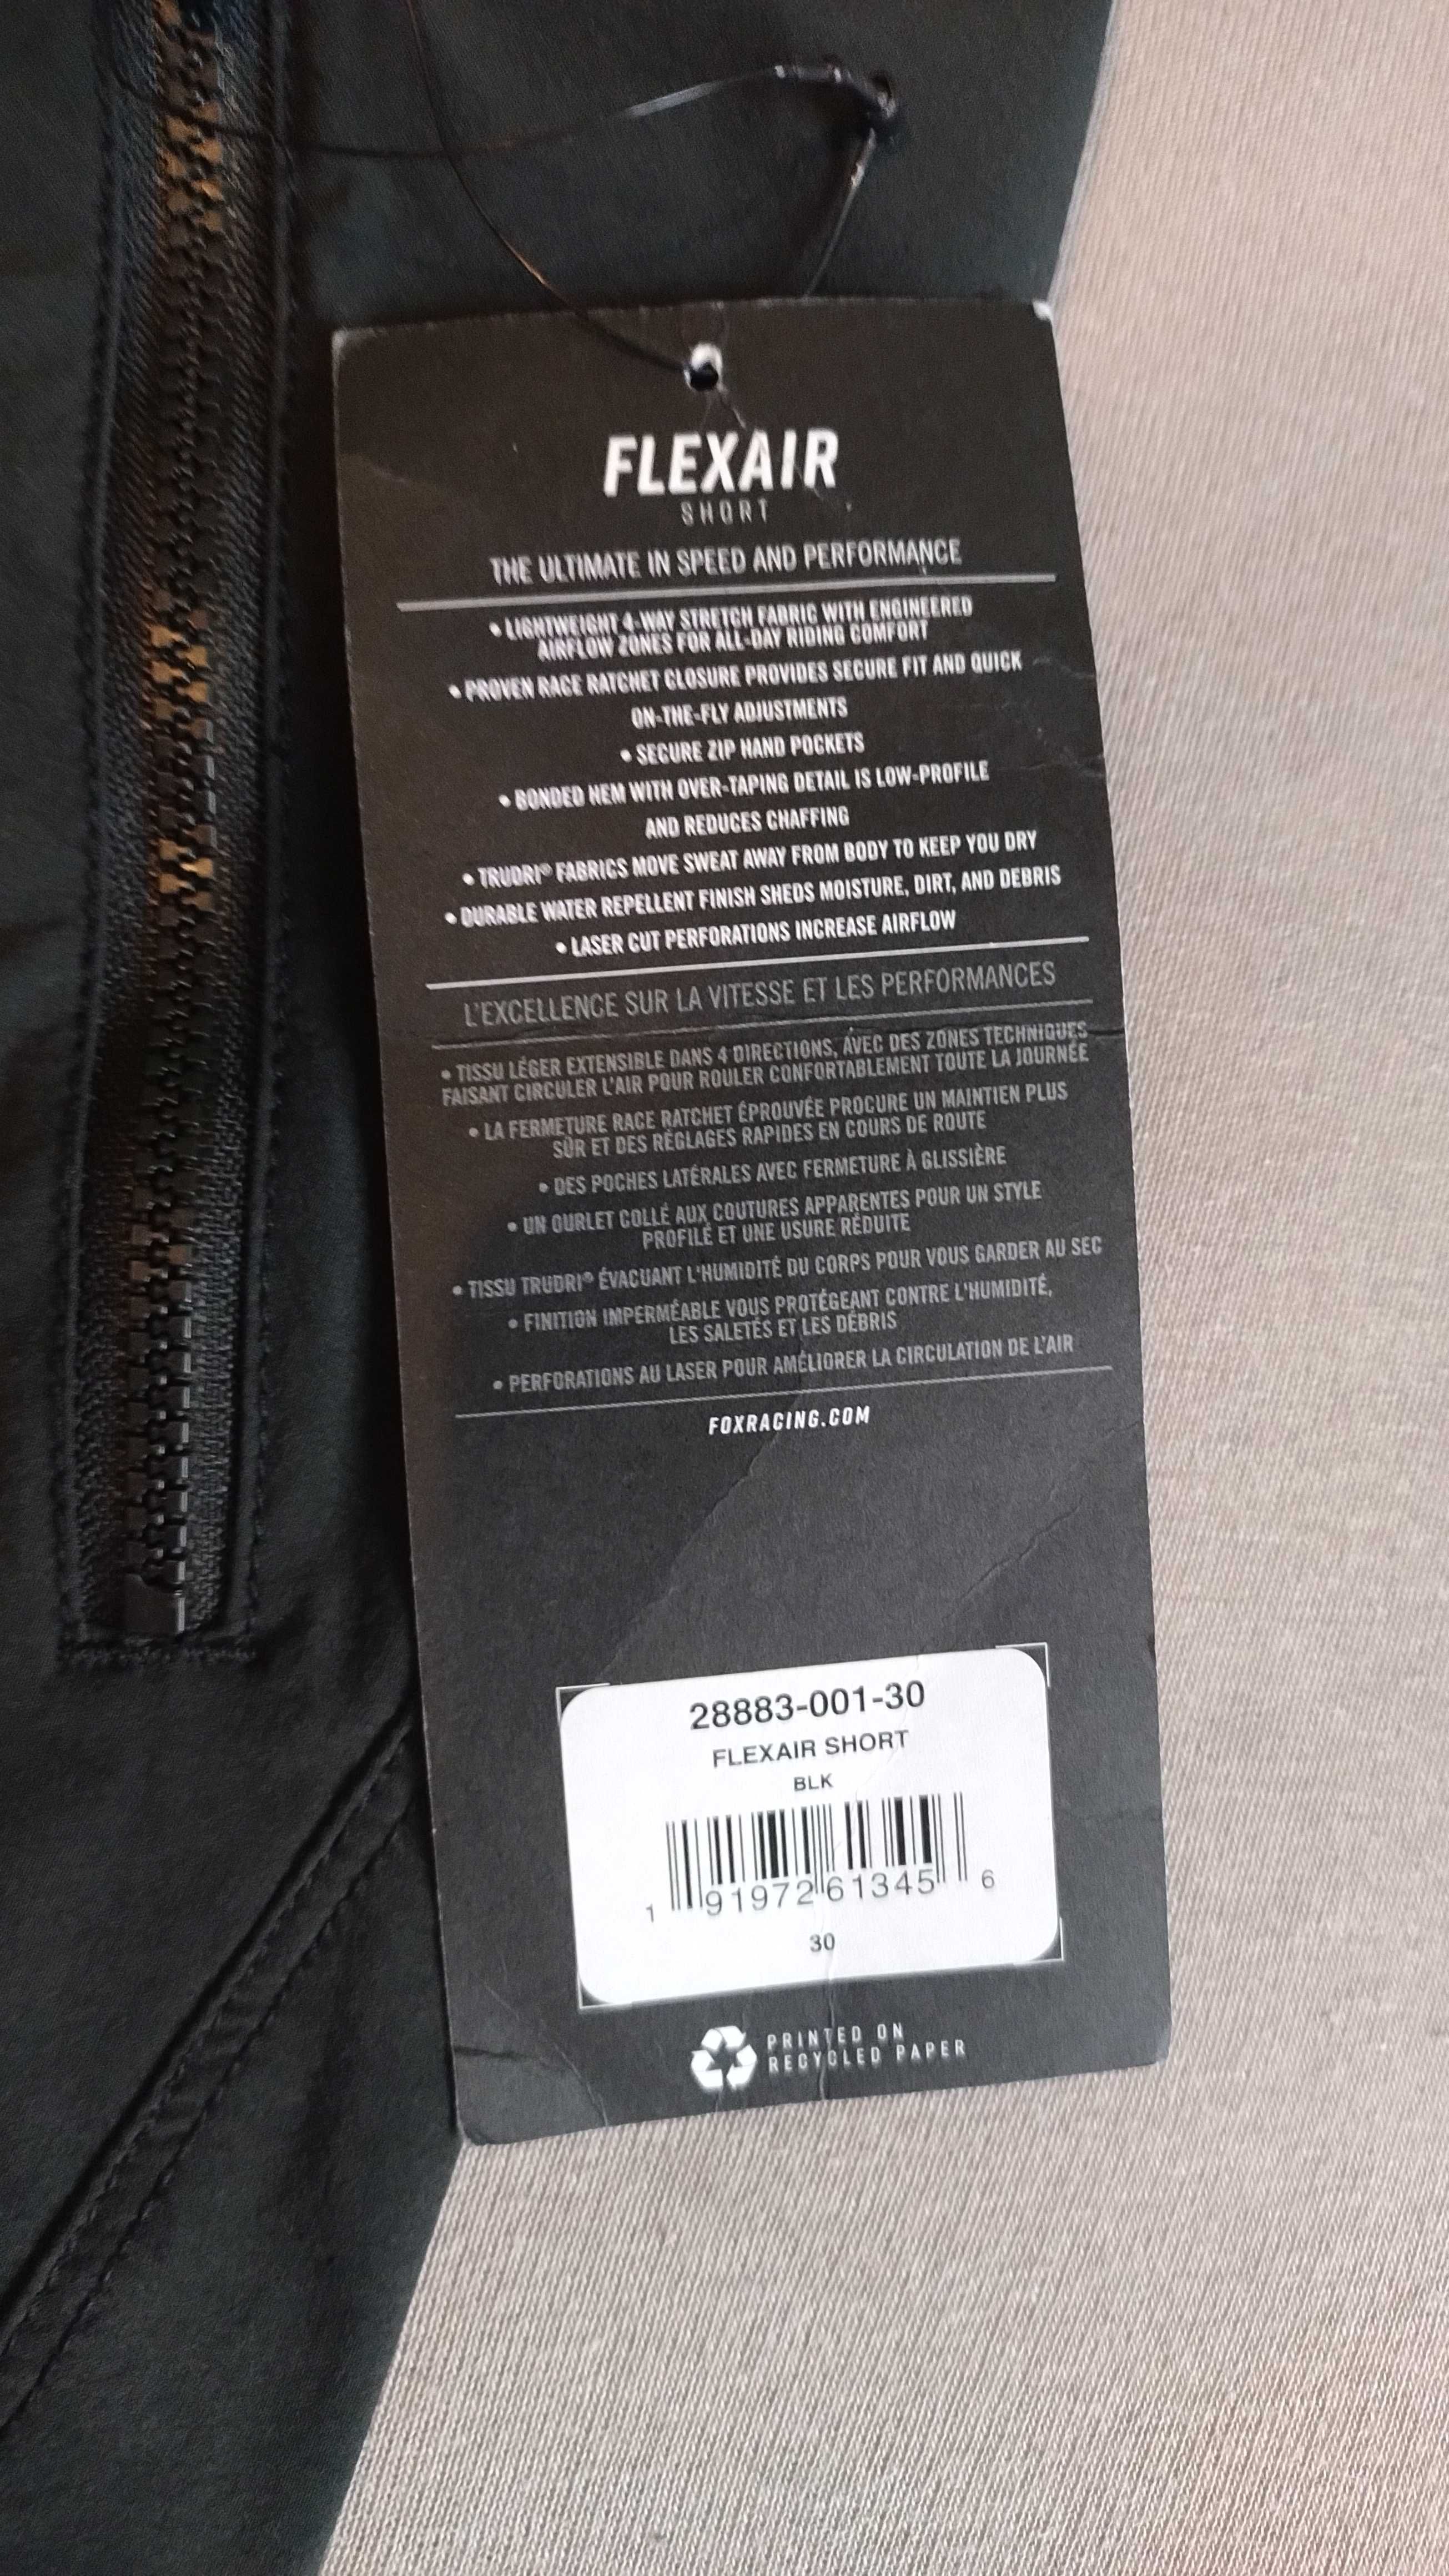 FLEXAIR
SHORT
THE ULTIMATE IN SPEED AND PERFORMANCE
• LIGHTWEIGHT 4-WAY STRETCH FABRIC WITH ENGINEERED
AIRFLOW ZONES FOR ALL-DAY RIDING COMFORT
• PROVEN RACE RATCHET CLOSURE PROVIDES SECURE FIT AND QUICK
ON-THE-FLY ADJUSTMENTS
• SECURE ZIP HAND POCKETS
• BONDED HEM WITH OVER-TAPING DETAIL IS LOW-PROFILE
AND REDUCES CHAFFING
• TRUDRI® FABRICS MOVE SWEAT AWAY FROM BODY TO KEEP YOU DRY
• DURABLE WATER REPELLENT FINISH SHEDS MOISTURE, DIRT, AND DEBRIS
• LASER CUT PERFORATIONS INCREASE AIRFLOW
L'EXCELLENCE SUR LA VITESSE ET LES PERFORMANCES
• TISSU LÉGER EXTENSIBLE DANS 4 DIRECTIONS, AVEC DES ZONES TECHNIQUES
FAISANT CIRCULER L'AIR POUR ROULER CONFORTABLEMENT TOUTE LA JOURNÉE
• LA FERMETURE RACE RATCHET ÉPROUVÉE PROCURE UN MAINTIEN PLUS
SÛR ET DES RÉGLAGES RAPIDES EN COURS DE ROUTE
• DES POCHES LATÉRALES AVEC FERMETURE À GLISSIÈRE
• UN OURLET COLLÉ AUX COUTURES APPARENTES POUR UN STYLE
PROFILÉ ET UNE USURE RÉDUITE
• TISSU TRUDRI® ÉVACUANT L'HUMIDITÉ DU CORPS POUR VOUS GARDER AU SEC
• FINITION IMPERMÉABLE VOUS PROTÉGEANT CONTRE L'HUMIDITÉ,
LES SALETÉS ET LES DÉBRIS
• PERFORATIONS AU LASER POUR AMÉLIORER LA CIRCULATION DE L'AIR
FOXRACING.COM
28883-001-30
FLEXAIR SHORT
BLK
1 91972 61345 6
30
PRINTED ON
RECYCLED PAPER